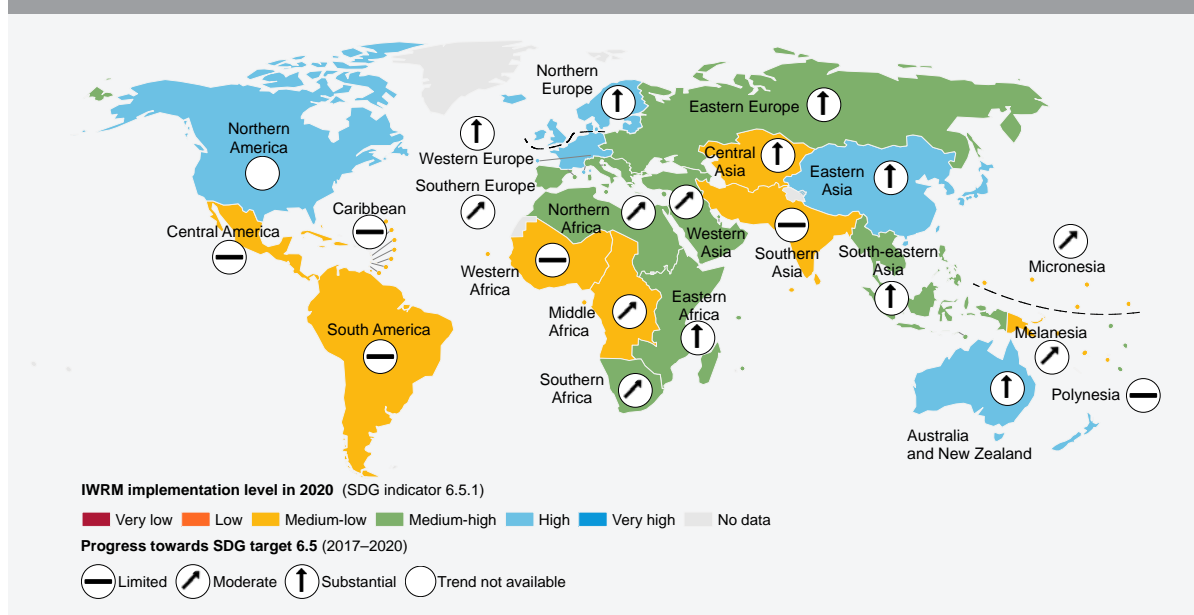 Northern
Europe
Eastern Europe
Northern
America
Western Europe
Central
Asia
Eastern
Asia
Southern Europe
Caribbean
Northern
Africa
Central America
Western
Asia
Southern
Asia
South-eastern
Asia
Micronesia
Western
Africa
Eastern
Africa
Middle
Africa
South America
Melanesia
Southern
Africa
Polynesia
Australia
and New Zealand
IWRM implementation level in 2020 (SDG indicator 6.5.1)
Very low Low Medium-low Medium-high High Very high No data
Progress towards SDG target 6.5 (2017–2020)
Limited Moderate Substantial Trend not available